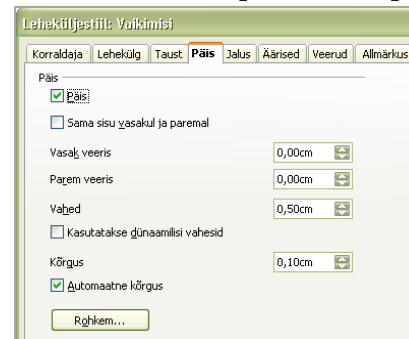 Leheküljestiil: Vaikimisi
Korraldaja Lehekülg Taust Päis Jalus Äärised Veerud Allmärkus
Päis
Päis
Sama sisu vasakul ja paremal
Vasak veeris 0,00cm
Parem veeris 0,00cm
Vahed 0,50cm
Kasutatakse dünaamilisi vahesid
Kõrgus 0,10cm
Automaatne kõrgus
Rohkem...